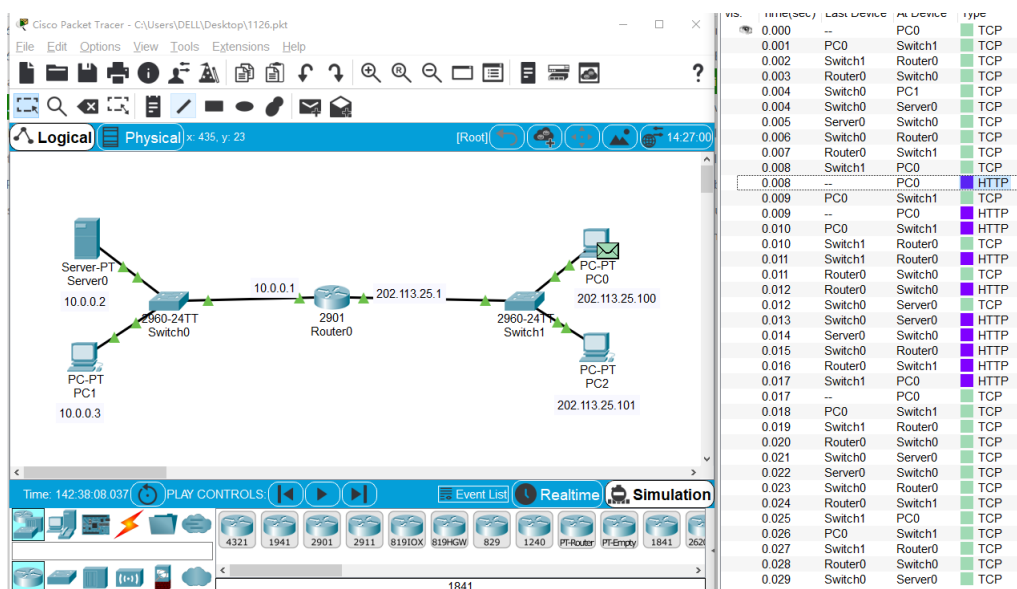 Cisco Packet Tracer - C:\Users\DELL\Desktop\1126.pkt
File Edit Options View Tools Extensions Help
?
Logical Physical x: 435, y: 23 [Root] 14:27:00
Server-PT
Server0
10.0.0.2
2960-24TT
Switch0
PC-PT
PC1
10.0.0.3
10.0.0.1
2901
Router0
202.113.25.1
2960-24TT
Switch1
PC-PT
PC0
202.113.25.100
PC-PT
PC2
202.113.25.101
Time: 142:38:08.037 PLAY CONTROLS: Event List Realtime Simulation
4321 1941 2901 2911 819IOX 819HGW 829 1240 PT-Router PT-Empty 1841
1841
Vis. Time(sec) Last Device At Device Type
0.000 -- PC0 TCP
0.001 PC0 Switch1 TCP
0.002 Switch1 Router0 TCP
0.003 Router0 Switch0 TCP
0.004 Switch0 PC1 TCP
0.004 Switch0 Server0 TCP
0.005 Server0 Switch0 TCP
0.006 Switch0 Router0 TCP
0.007 Router0 Switch1 TCP
0.008 Switch1 PC0 TCP
0.008 -- PC0 HTTP
0.009 PC0 Switch1 TCP
0.009 -- PC0 HTTP
0.010 PC0 Switch1 HTTP
0.010 Switch1 Router0 TCP
0.011 Switch1 Router0 HTTP
0.011 Router0 Switch0 TCP
0.012 Router0 Switch0 HTTP
0.012 Switch0 Server0 TCP
0.013 Switch0 Server0 HTTP
0.014 Server0 Switch0 HTTP
0.015 Switch0 Router0 HTTP
0.016 Router0 Switch1 HTTP
0.017 Switch1 PC0 HTTP
0.017 -- PC0 TCP
0.018 PC0 Switch1 TCP
0.019 Switch1 Router0 TCP
0.020 Router0 Switch0 TCP
0.021 Switch0 Server0 TCP
0.022 Server0 Switch0 TCP
0.023 Switch0 Router0 TCP
0.024 Router0 Switch1 TCP
0.025 Switch1 PC0 TCP
0.026 PC0 Switch1 TCP
0.027 Switch1 Router0 TCP
0.028 Router0 Switch0 TCP
0.029 Switch0 Server0 TCP